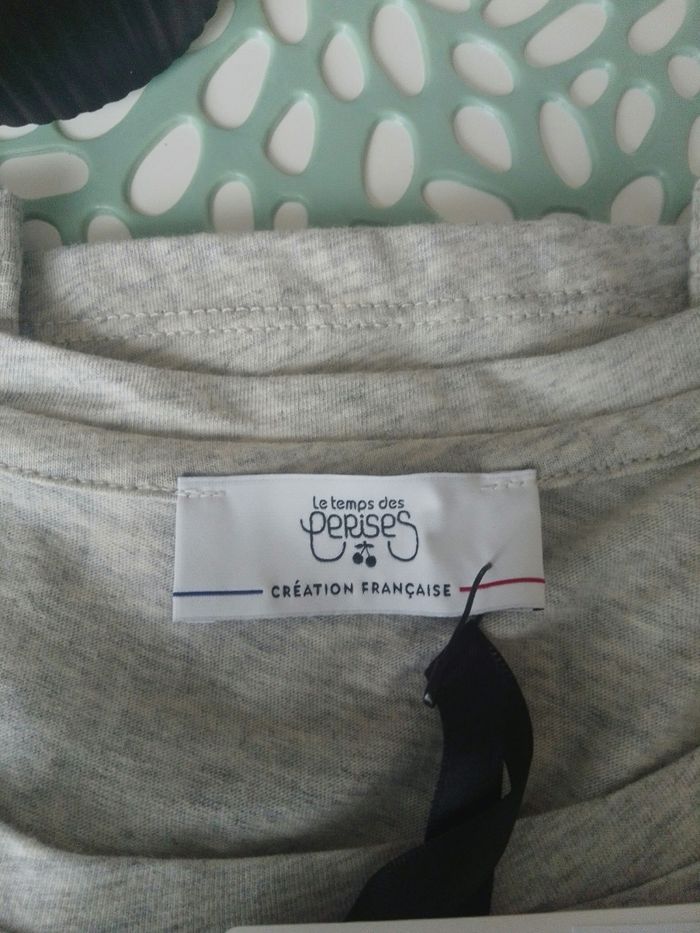 Le temps des
CERISES
CRÉATION FRANÇAISE